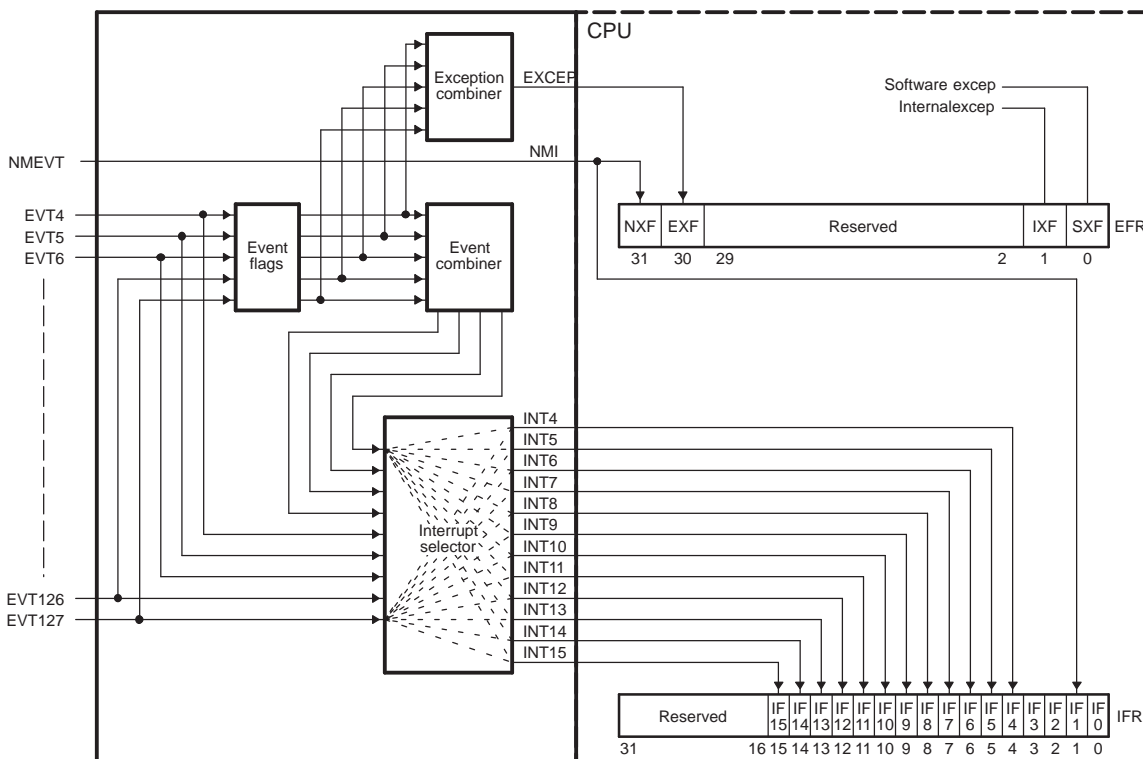 CPU
Exception
combiner
EXCEP
Software excep
Internalexcep
NMEVT
NMI
EVT4
EVT5
EVT6
Event
flags
Event
combiner
NXF EXF Reserved IXF SXF EFR
31 30 29 2 1 0
INT4
INT5
INT6
INT7
INT8
INT9
INT10
INT11
INT12
INT13
INT14
INT15
Interrupt
selector
EVT126
EVT127
Reserved IF IF IF IF IF IF IF IF IF IF IF IF IF IF IF IF IFR
15 14 13 12 11 10 9 8 7 6 5 4 3 2 1 0
31 16 15 14 13 12 11 10 9 8 7 6 5 4 3 2 1 0